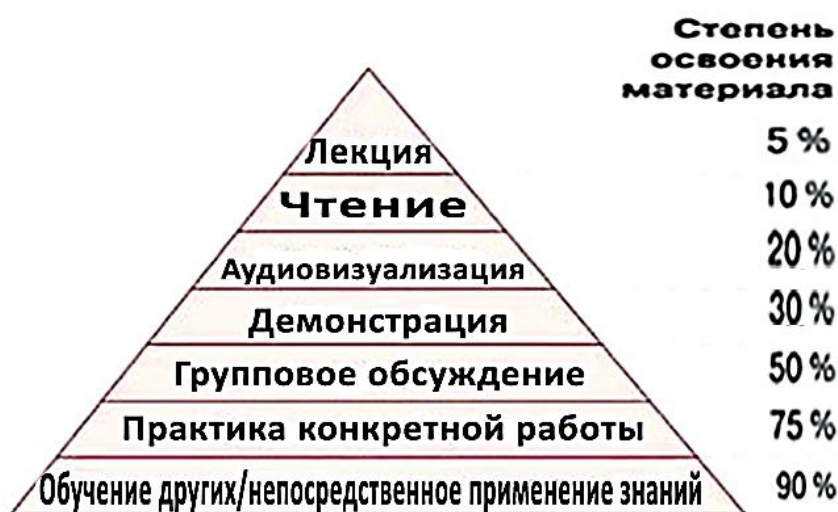 Степень
освоения
материала
Лекция 5 %
Чтение 10 %
Аудиовизуализация 20 %
Демонстрация 30 %
Групповое обсуждение 50 %
Практика конкретной работы 75 %
Обучение других/непосредственное применение знаний 90 %